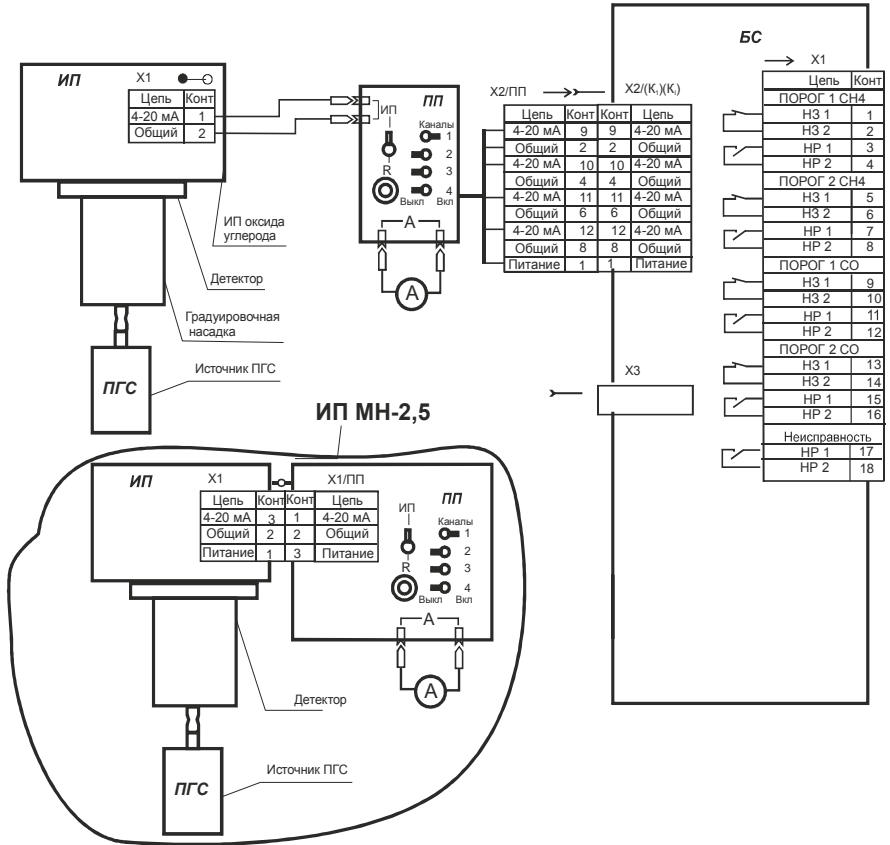 ИП
X1
Цепь Конт
4-20 мА 1
Общий 2
ИП оксида
углерода
Детектор
Градуировочная
насадка
Источник ПГС
ПГС
ПП
ИП
R
Каналы
1
2
3
4
Выкл Вкл
А
А
Х2/ПП
Х2/(К₁)(К₁)
Цепь Конт Конт Цепь
4-20 мА 9 9 4-20 мА
Общий 2 2 Общий
4-20 мА 10 10 4-20 мА
Общий 4 4 Общий
4-20 мА 11 11 4-20 мА
Общий 6 6 Общий
4-20 мА 12 12 4-20 мА
Общий 8 8 Общий
Питание 1 1 Питание
БС
X1
Цепь Конт
ПОРОГ 1 CH4
НЗ 1 1
НЗ 2 2
НР 1 3
НР 2 4
ПОРОГ 2 CH4
НЗ 1 5
НЗ 2 6
НР 1 7
НР 2 8
ПОРОГ 1 СО
НЗ 1 9
НЗ 2 10
НР 1 11
НР 2 12
ПОРОГ 2 СО
НЗ 1 13
НЗ 2 14
НР 1 15
НР 2 16
Неисправность
НР 1 17
НР 2 18
X3
ИП МН-2,5
ИП
X1
X1/ПП
Цепь Конт Конт Цепь
4-20 мА 3 1 4-20 мА
Общий 2 2 Общий
Питание 1 3 Питание
ПП
ИП
R
Каналы
1
2
3
4
Выкл Вкл
А
А
Детектор
Источник ПГС
ПГС